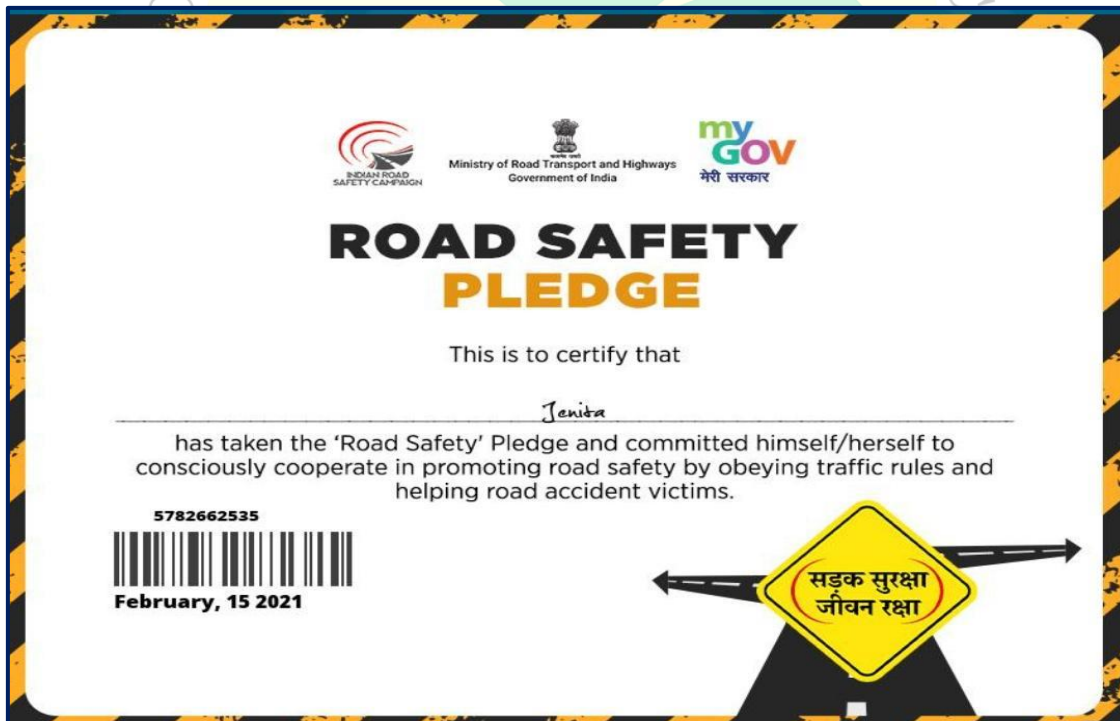 INDIAN ROAD
SAFETY CAMPAIGN
सत्यमेव जयते
Ministry of Road Transport and Highways
Government of India
my
GOV
मेरी सरकार
ROAD SAFETY
PLEDGE
This is to certify that
Jenita
has taken the ‘Road Safety’ Pledge and committed himself/herself to
consciously cooperate in promoting road safety by obeying traffic rules and
helping road accident victims.
5782662535
February, 15 2021
सड़क सुरक्षा
जीवन रक्षा